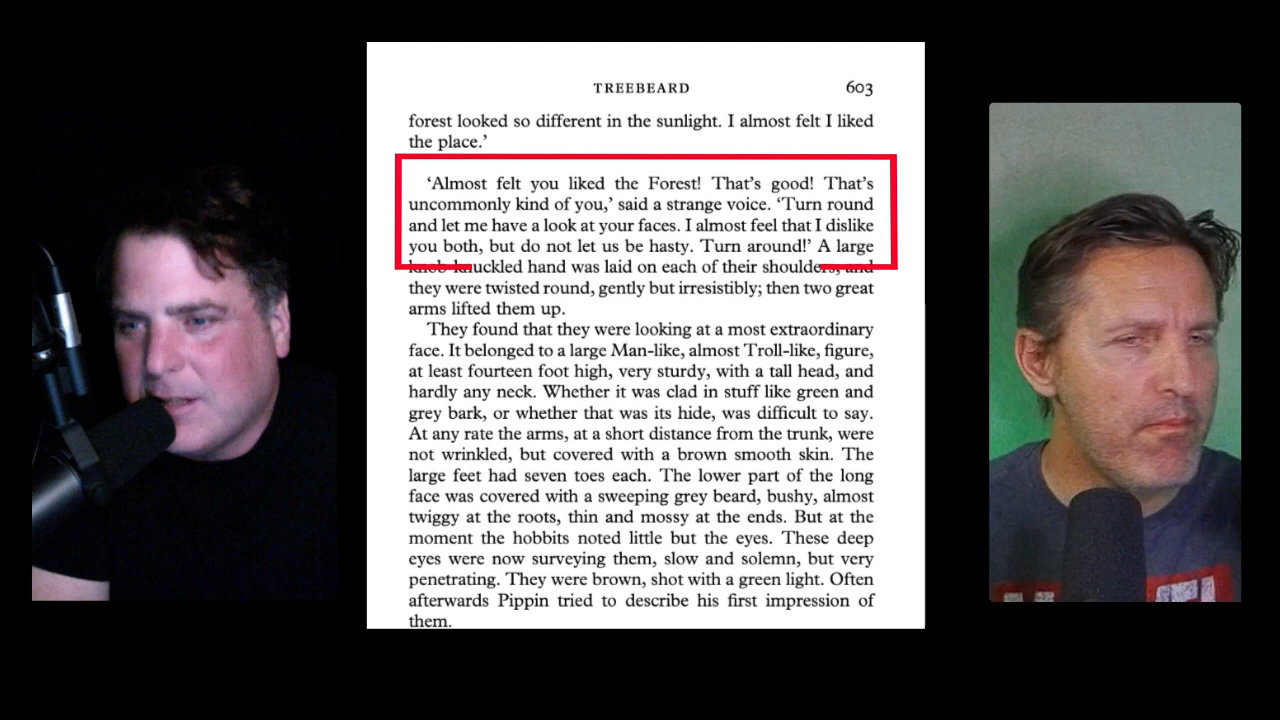 TREEBEARD 603
forest looked so different in the sunlight. I almost felt I liked
the place.’
‘Almost felt you liked the Forest! That’s good! That’s
uncommonly kind of you,’ said a strange voice. ‘Turn round
and let me have a look at your faces. I almost feel that I dislike
you both, but do not let us be hasty. Turn around!’ A large
knob-knuckled hand was laid on each of their shoulders, and
they were twisted round, gently but irresistibly; then two great
arms lifted them up.
They found that they were looking at a most extraordinary
face. It belonged to a large Man-like, almost Troll-like, figure,
at least fourteen foot high, very sturdy, with a tall head, and
hardly any neck. Whether it was clad in stuff like green and
grey bark, or whether that was its hide, was difficult to say.
At any rate the arms, at a short distance from the trunk, were
not wrinkled, but covered with a brown smooth skin. The
large feet had seven toes each. The lower part of the long
face was covered with a sweeping grey beard, bushy, almost
twiggy at the roots, thin and mossy at the ends. But at the
moment the hobbits noted little but the eyes. These deep
eyes were now surveying them, slow and solemn, but very
penetrating. They were brown, shot with a green light. Often
afterwards Pippin tried to describe his first impression of
them.